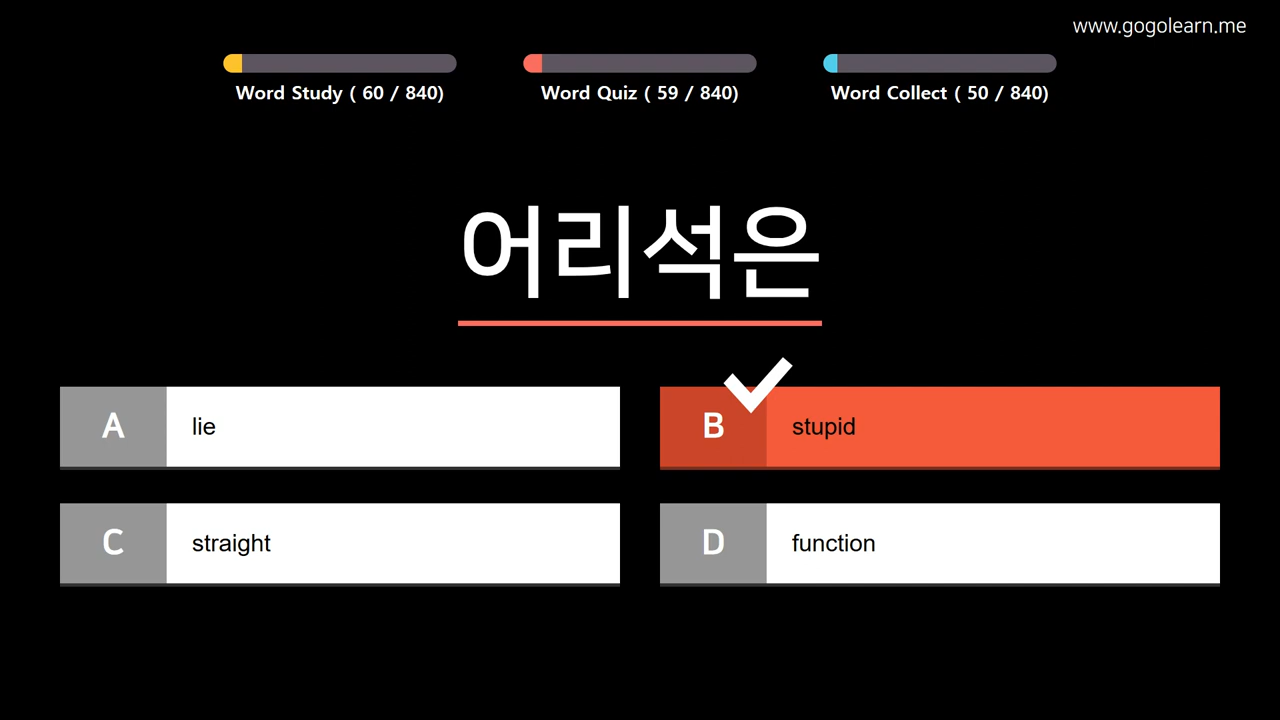 www.gogolearn.me
Word Study ( 60 / 840)
Word Quiz ( 59 / 840)
Word Collect ( 50 / 840)
어리석은
A lie
B stupid
C straight
D function